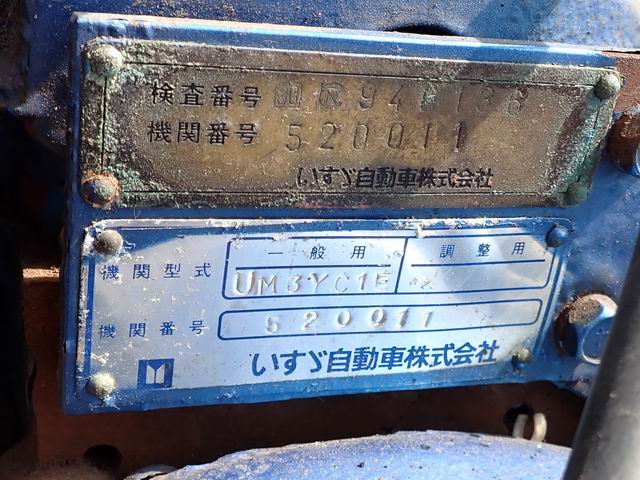 検査番号
機関番号 520011
いすゞ自動車株式会社
一般用 調整用
機関型式 UM3YC1E
機関番号 520011
いすゞ自動車株式会社